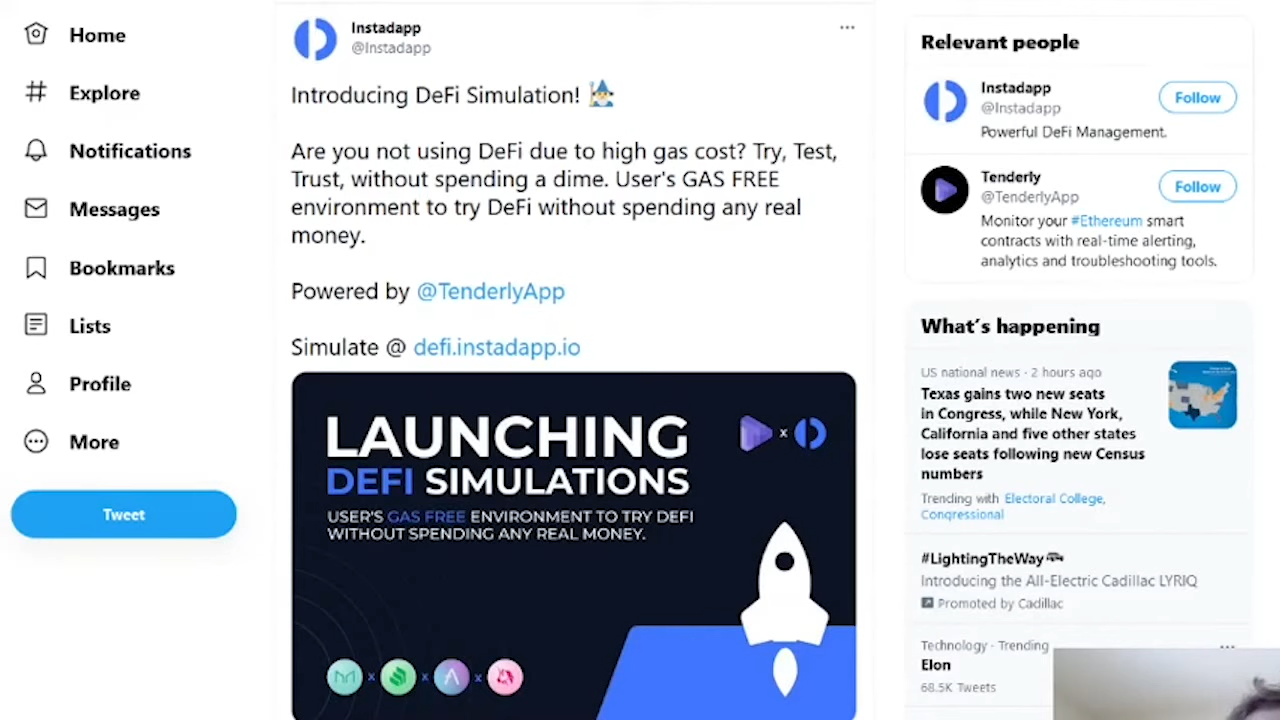 Home
Explore
Notifications
Messages
Bookmarks
Lists
Profile
More
Tweet
Instadapp
@Instadapp
Introducing DeFi Simulation!
Are you not using DeFi due to high gas cost? Try, Test,
Trust, without spending a dime. User's GAS FREE
environment to try DeFi without spending any real
money.
Powered by @TenderlyApp
Simulate @ defi.instadapp.io
LAUNCHING
DEFI SIMULATIONS
USER'S GAS FREE ENVIRONMENT TO TRY DEFI
WITHOUT SPENDING ANY REAL MONEY.
x
x x x
Relevant people
Instadapp
@Instadapp
Follow
Powerful DeFi Management.
Tenderly
@TenderlyApp
Follow
Monitor your #Ethereum smart
contracts with real-time alerting,
analytics and troubleshooting tools.
What's happening
US national news · 2 hours ago
Texas gains two new seats
in Congress, while New York,
California and five other states
lose seats following new Census
numbers
Trending with Electoral College,
Congressional
#LightingTheWay
Introducing the All-Electric Cadillac LYRIQ
Promoted by Cadillac
Technology · Trending
Elon
68.5K Tweets